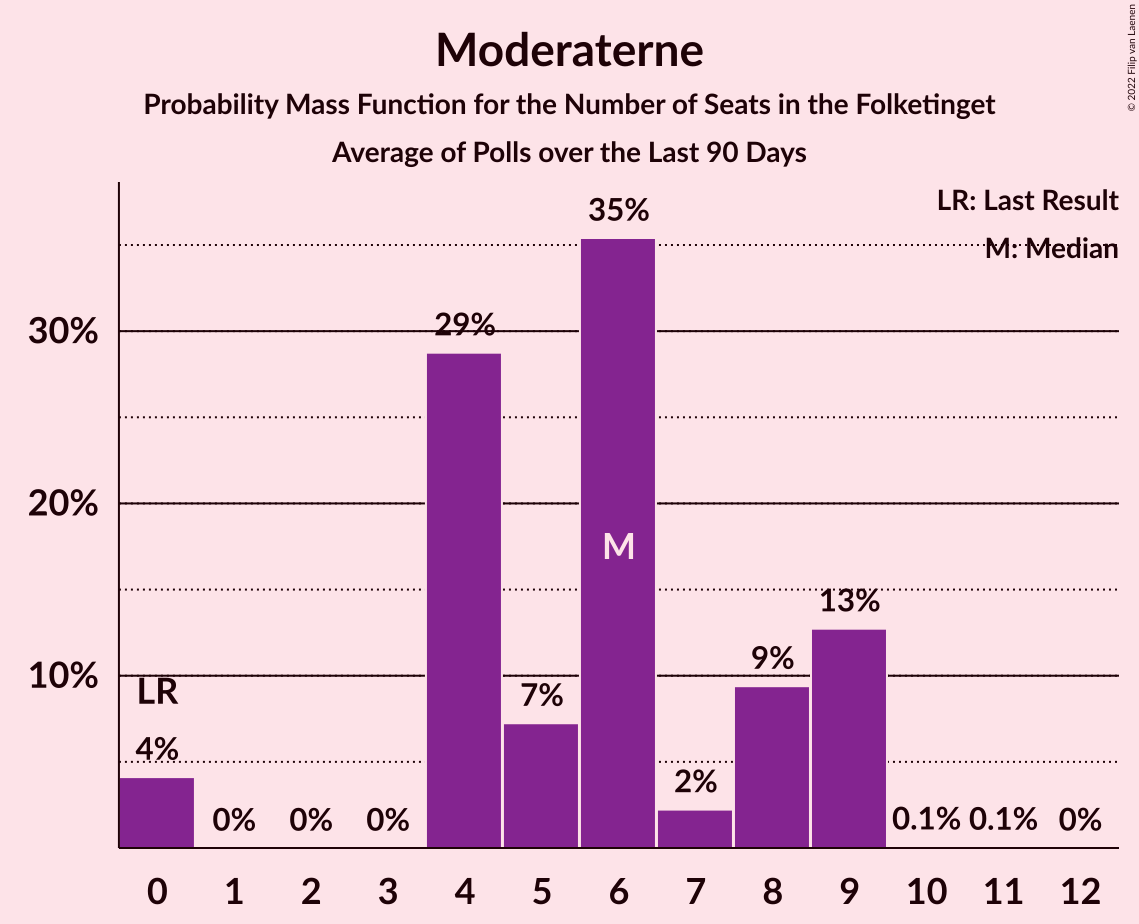 Moderaterne
Probability Mass Function for the Number of Seats in the Folketinget
Average of Polls over the Last 90 Days
© 2022 Filip van Laenen
LR: Last Result
M: Median
35%
29%
30%
20%
M
13%
10%
9%
LR
7%
4%
2%
0%
0%
0%
0.1%
0.1%
0%
0 1 2 3 4 5 6 7 8 9 10 11 12